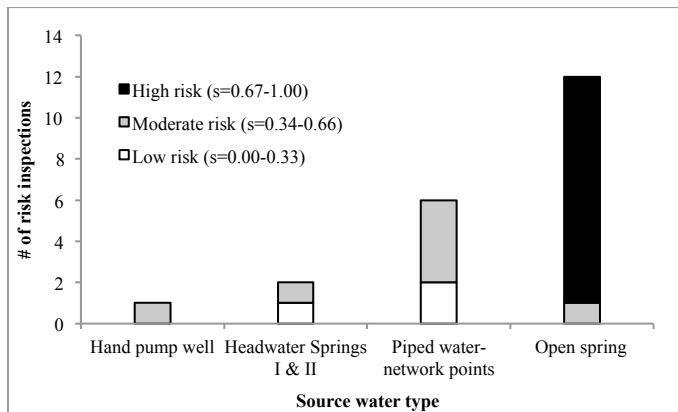 14
12
10
8
6
4
2
0
# of risk inspections
High risk (s=0.67-1.00)
Moderate risk (s=0.34-0.66)
Low risk (s=0.00-0.33)
Hand pump well
Headwater Springs
I & II
Piped water-
network points
Open spring
Source water type